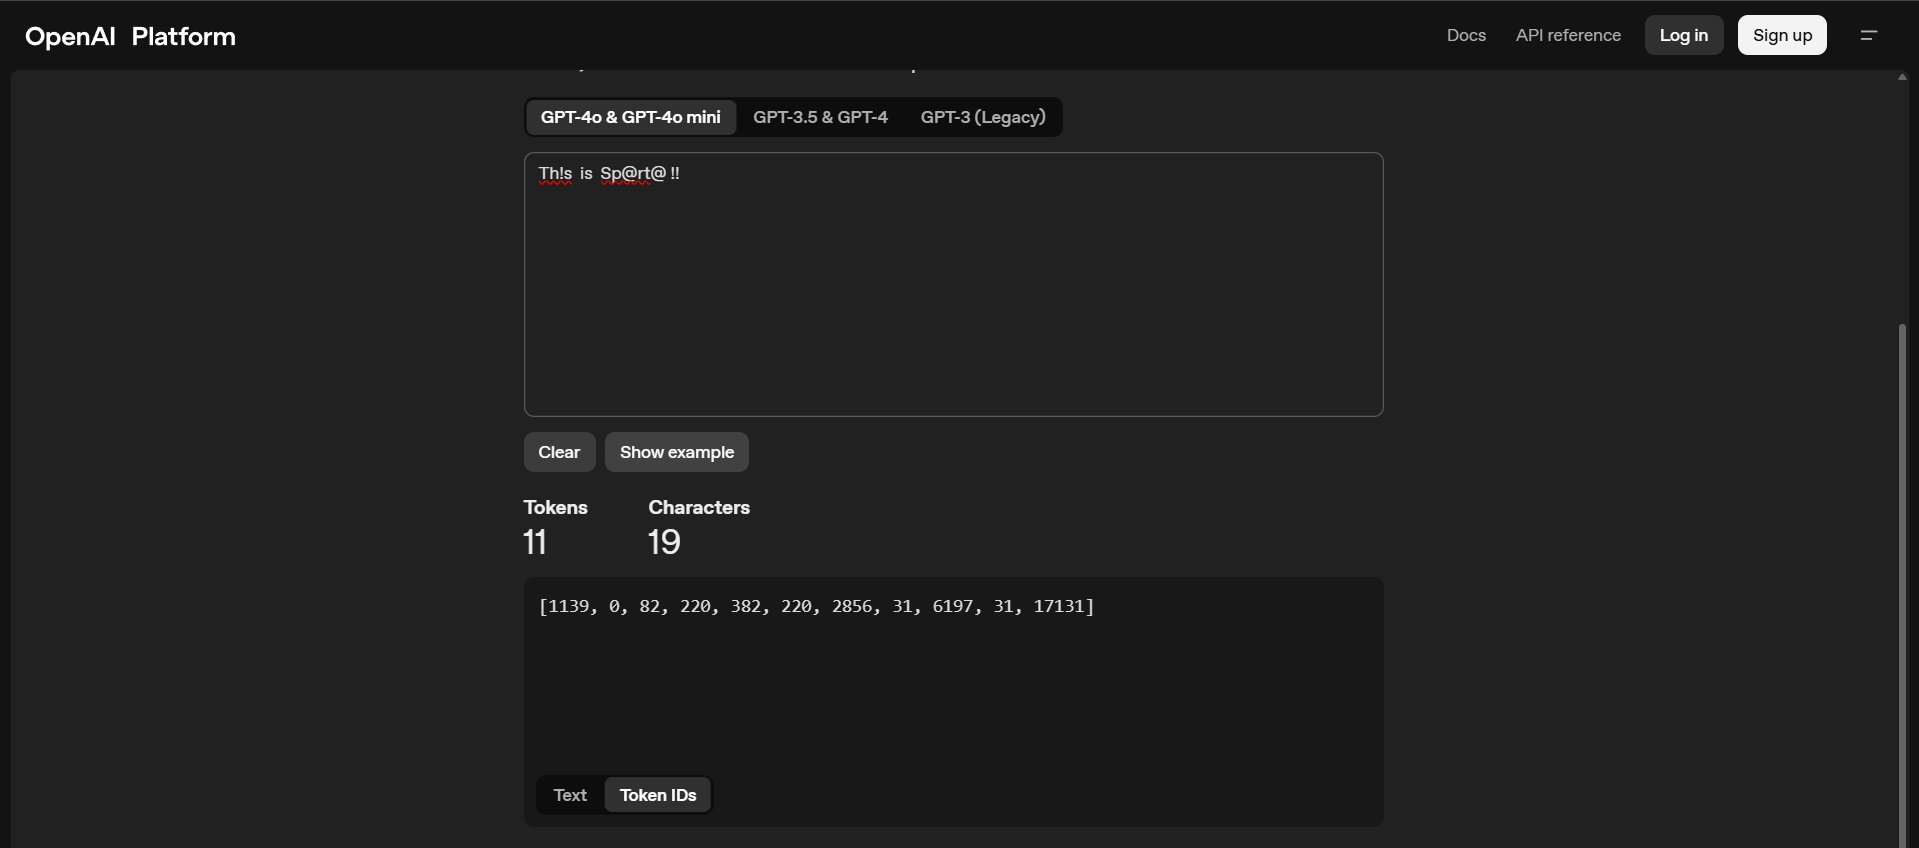 OpenAI Platform
Docs API reference Log in Sign up
GPT-4o & GPT-4o mini GPT-3.5 & GPT-4 GPT-3 (Legacy)
Th!s  is  Sp@rt@ !!
Clear Show example
Tokens Characters
11 19
[1139, 0, 82, 220, 382, 220, 2856, 31, 6197, 31, 17131]
Text Token IDs